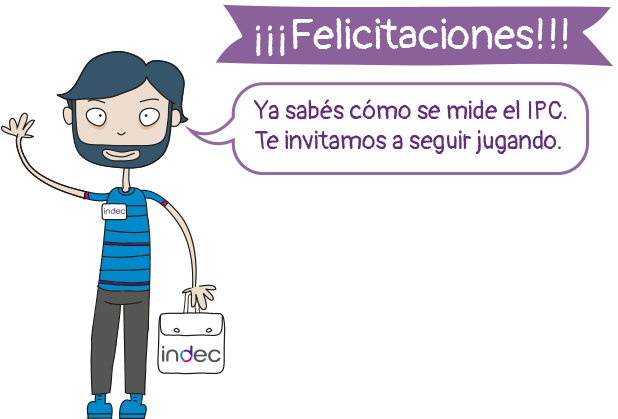 ¡¡¡Felicitaciones!!!
Ya sabés cómo se mide el IPC.
Te invitamos a seguir jugando.
indec
indec